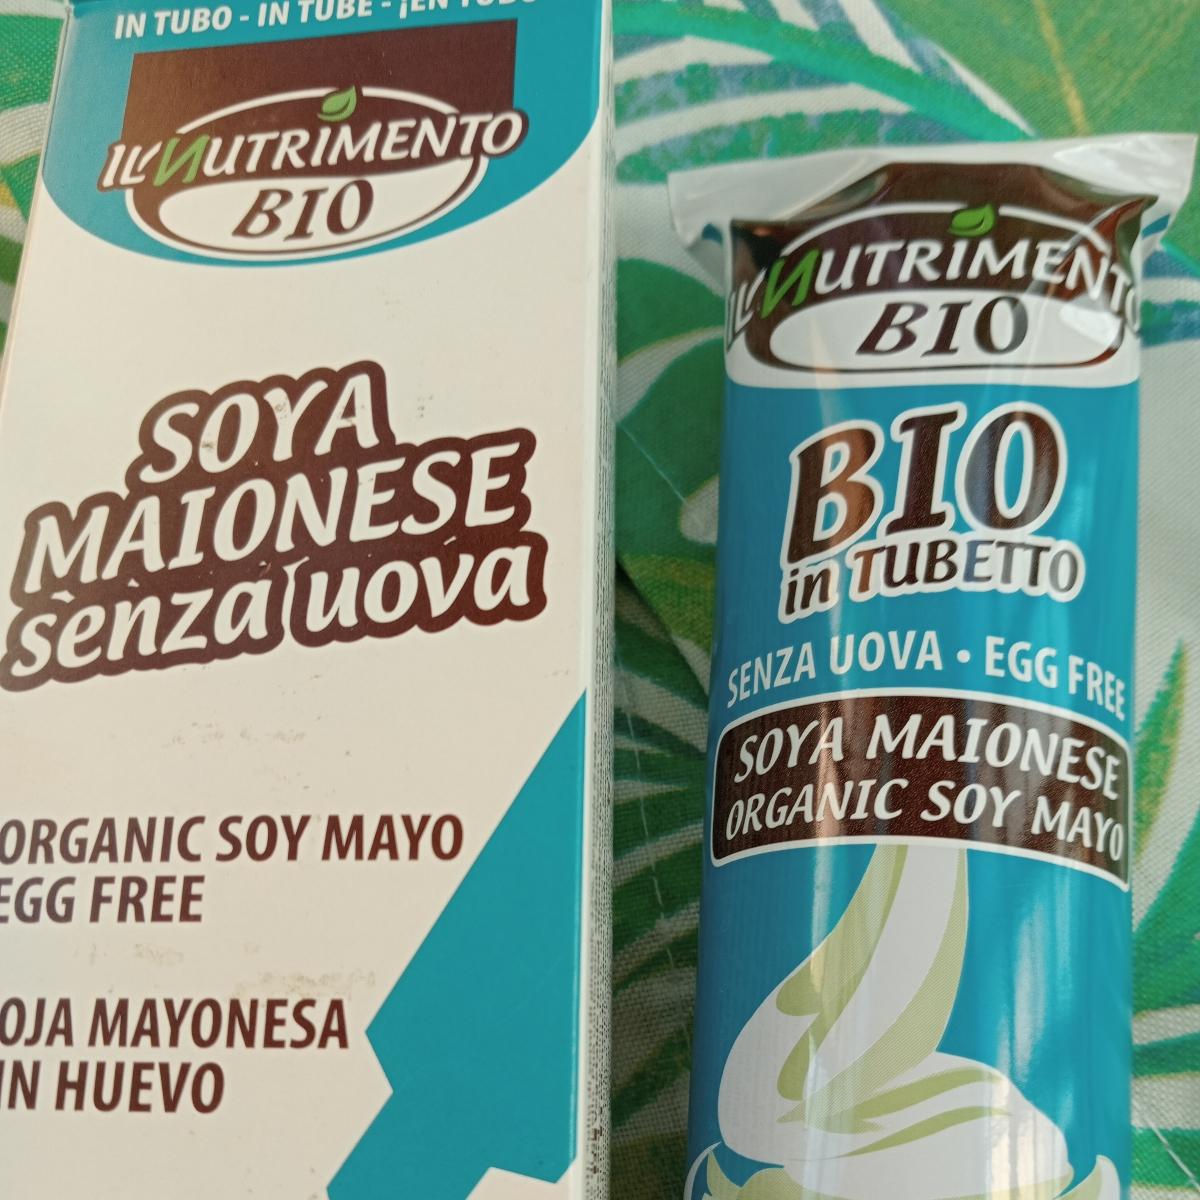 IN TUBO - IN TUBE - ¡EN TUBO
IL NUTRIMENTO
BIO
SOYA
MAIONESE
senza uova
ORGANIC SOY MAYO
EGG FREE
OJA MAYONESA
IN HUEVO
IL NUTRIMENTO
BIO
BIO
in TUBETTO
SENZA UOVA • EGG FREE
SOYA MAIONESE
ORGANIC SOY MAYO